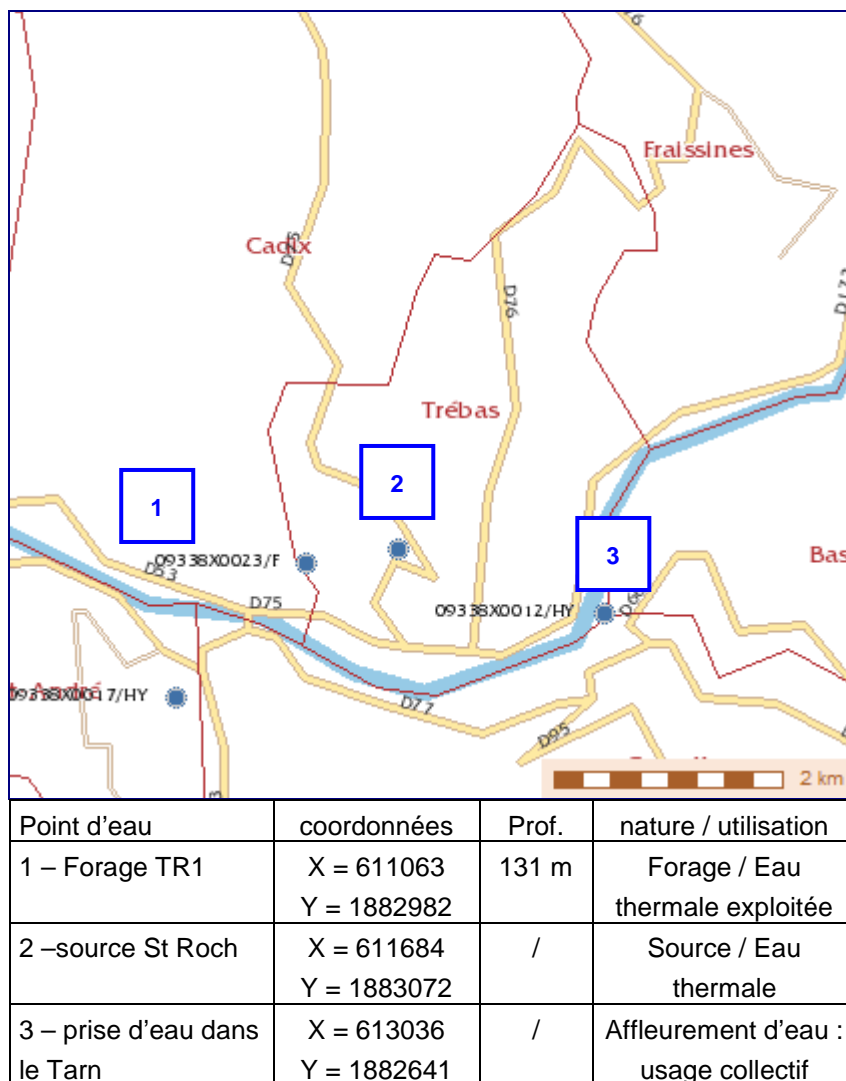 Fraissines
Cadix
D76
Trébas
1
2
3
09338X0023/F
D53
D75
09338X0012/HY
Bas
D77
D95
2 km
Point d'eau coordonnées Prof. nature / utilisation
1 – Forage TR1 X = 611063 131 m Forage / Eau
Y = 1882982 thermale exploitée
2 –source St Roch X = 611684 / Source / Eau
Y = 1883072 thermale
3 – prise d'eau dans X = 613036 / Affleurement d'eau :
le Tarn Y = 1882641 usage collectif